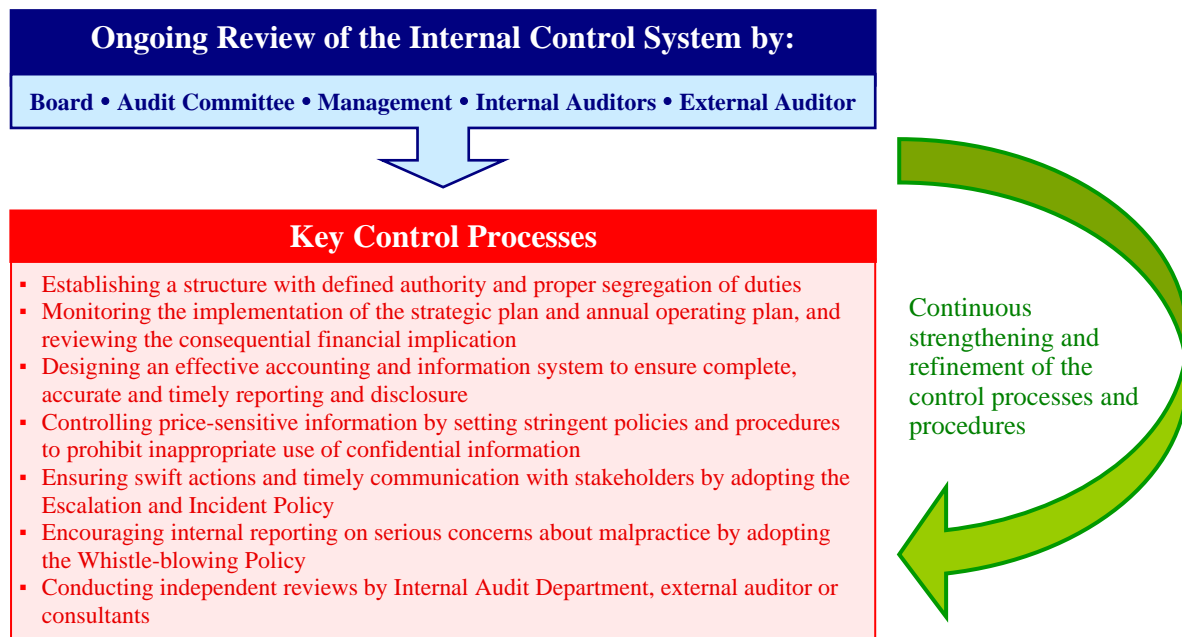 Ongoing Review of the Internal Control System by:
Board • Audit Committee • Management • Internal Auditors • External Auditor
Key Control Processes
▪ Establishing a structure with defined authority and proper segregation of duties
▪ Monitoring the implementation of the strategic plan and annual operating plan, and
reviewing the consequential financial implication
▪ Designing an effective accounting and information system to ensure complete,
accurate and timely reporting and disclosure
▪ Controlling price-sensitive information by setting stringent policies and procedures
to prohibit inappropriate use of confidential information
▪ Ensuring swift actions and timely communication with stakeholders by adopting the
Escalation and Incident Policy
▪ Encouraging internal reporting on serious concerns about malpractice by adopting
the Whistle-blowing Policy
▪ Conducting independent reviews by Internal Audit Department, external auditor or
consultants
Continuous
strengthening and
refinement of the
control processes and
procedures